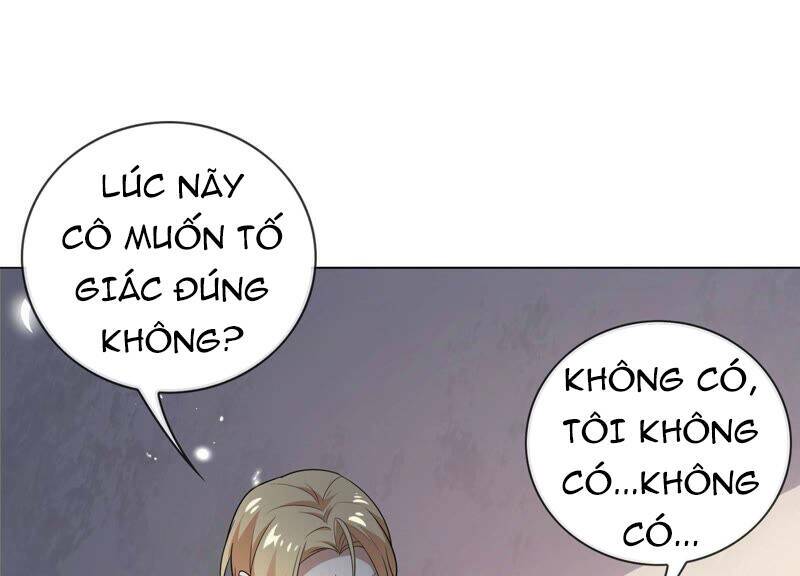 LÚC NÃY
CÔ MUỐN TỐ
GIÁC ĐÚNG
KHÔNG?
KHÔNG CÓ,
TÔI KHÔNG
CÓ...KHÔNG
CÓ...